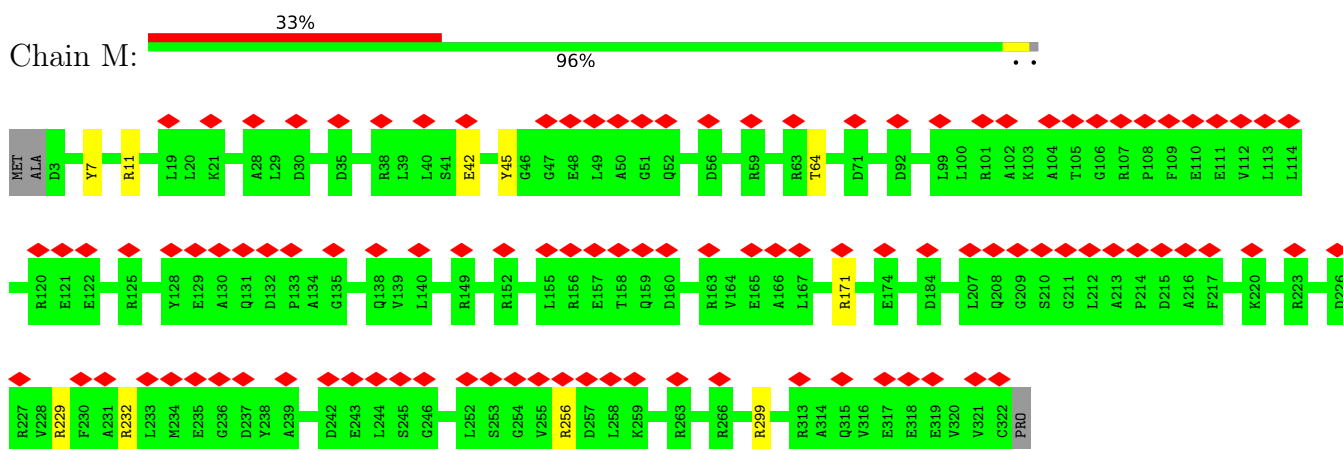 33%
Chain M:
96%
• •
MET ALA D3 Y7 R11 L19 L20 K21 A28 L29 D30 D35 R38 L39 L40 S41 E42 Y45 G46 G47 E48 L49 A50 G51 Q52 D56 R59 R63 T64 D71 D92 L99 L100 R101 A102 K103 A104 T105 G106 R107 P108 F109 E110 E111 V112 L113 L114
R120 E121 E122 R125 Y128 E129 A130 Q131 D132 P133 A134 G135 Q138 V139 L140 R149 R152 L155 R156 E157 T158 Q159 D160 R163 V164 E165 A166 L167 R171 E174 D184 L207 Q208 G209 S210 G211 L212 A213 P214 D215 A216 F217 K220 R223 D226
R227 V228 R229 F230 A231 R232 L233 M234 E235 G236 D237 Y238 A239 D242 E243 L244 S245 G246 L252 S253 G254 V255 R256 D257 L258 K259 R263 R266 R299 R313 A314 Q315 V316 E317 E318 E319 V320 V321 C322 PRO